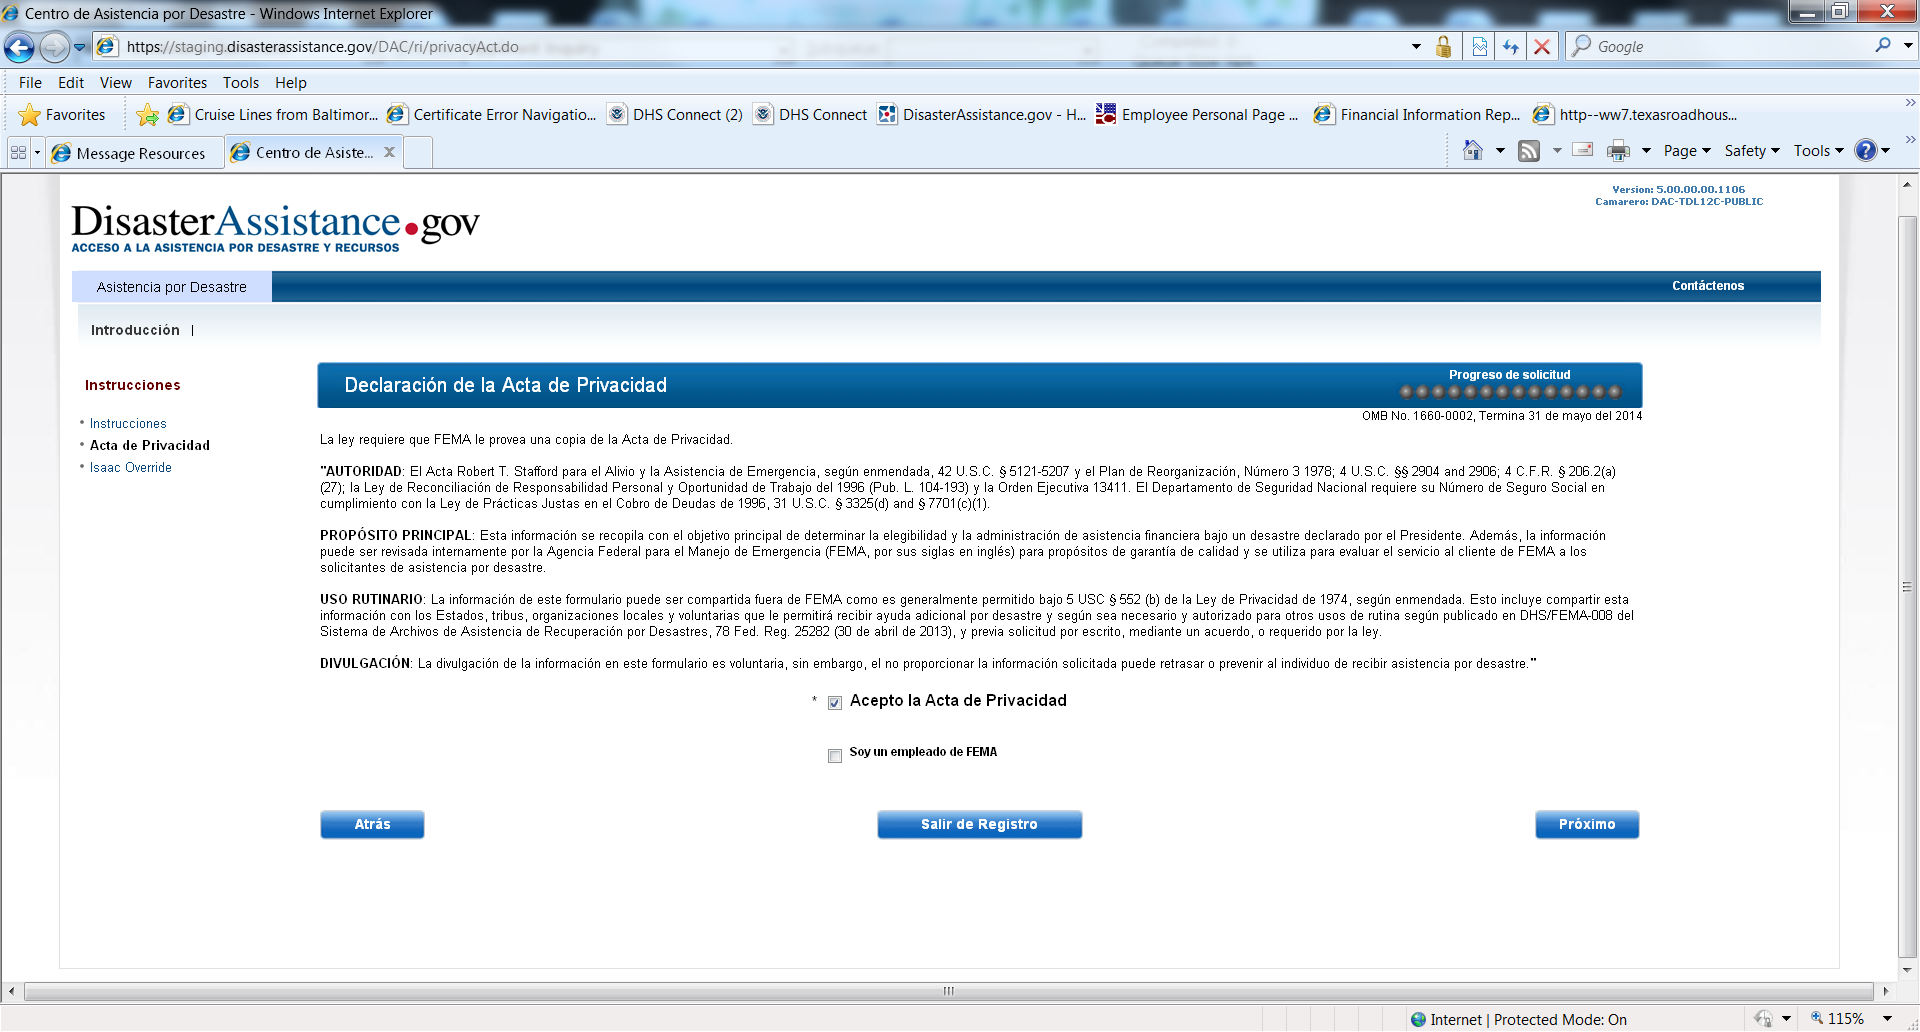 Centro de Asistencia por Desastre - Windows Internet Explorer
https://staging.disasterassistance.gov/DAC/ri/privacyAct.do
Google
File Edit View Favorites Tools Help
Favorites Cruise Lines from Baltimor... Certificate Error Navigatio... DHS Connect (2) DHS Connect DisasterAssistance.gov - H... Employee Personal Page ... Financial Information Rep... http--ww7.texasroadhous...
Message Resources Centro de Asiste... Page Safety Tools
Version: 5.00.00.00.1106
Camarero: DAC-TDL12C-PUBLIC
DisasterAssistance.gov
ACCESO A LA ASISTENCIA POR DESASTRE Y RECURSOS
Asistencia por Desastre Contáctenos
Introducción |
Instrucciones
• Instrucciones
• Acta de Privacidad
• Isaac Override
Declaración de la Acta de Privacidad
Progreso de solicitud
OMB No. 1660-0002, Termina 31 de mayo del 2014
La ley requiere que FEMA le provea una copia de la Acta de Privacidad.
"AUTORIDAD: El Acta Robert T. Stafford para el Alivio y la Asistencia de Emergencia, según enmendada, 42 U.S.C. § 5121-5207 y el Plan de Reorganización, Número 3 1978; 4 U.S.C. §§ 2904 and 2906; 4 C.F.R. § 206.2(a)
(27); la Ley de Reconciliación de Responsabilidad Personal y Oportunidad de Trabajo del 1996 (Pub. L. 104-193) y la Orden Ejecutiva 13411. El Departamento de Seguridad Nacional requiere su Número de Seguro Social en
cumplimiento con la Ley de Prácticas Justas en el Cobro de Deudas de 1996, 31 U.S.C. § 3325(d) and § 7701(c)(1).
PROPÓSITO PRINCIPAL: Esta información se recopila con el objetivo principal de determinar la elegibilidad y la administración de asistencia financiera bajo un desastre declarado por el Presidente. Además, la información
puede ser revisada internamente por la Agencia Federal para el Manejo de Emergencia (FEMA, por sus siglas en inglés) para propósitos de garantía de calidad y se utiliza para evaluar el servicio al cliente de FEMA a los
solicitantes de asistencia por desastre.
USO RUTINARIO: La información de este formulario puede ser compartida fuera de FEMA como es generalmente permitido bajo 5 USC § 552 (b) de la Ley de Privacidad de 1974, según enmendada. Esto incluye compartir esta
información con los Estados, tribus, organizaciones locales y voluntarias que le permitirá recibir ayuda adicional por desastre y según sea necesario y autorizado para otros usos de rutina según publicado en DHS/FEMA-008 del
Sistema de Archivos de Asistencia de Recuperación por Desastres, 78 Fed. Reg. 25282 (30 de abril de 2013), y previa solicitud por escrito, mediante un acuerdo, o requerido por la ley.
DIVULGACIÓN: La divulgación de la información en este formulario es voluntaria, sin embargo, el no proporcionar la información solicitada puede retrasar o prevenir al individuo de recibir asistencia por desastre."
* Acepto la Acta de Privacidad
Soy un empleado de FEMA
Atrás Salir de Registro Próximo
Internet | Protected Mode: On 115%